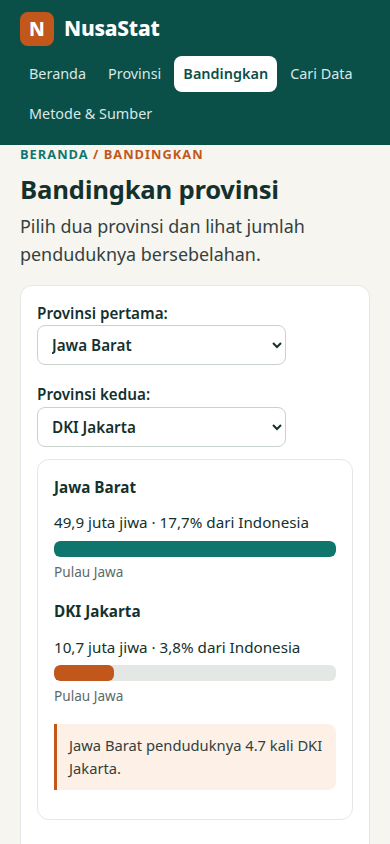 N NusaStat
Beranda Provinsi Bandingkan Cari Data
Metode & Sumber
BERANDA / BANDINGKAN
Bandingkan provinsi
Pilih dua provinsi dan lihat jumlah
penduduknya bersebelahan.
Provinsi pertama:
Jawa Barat
Provinsi kedua:
DKI Jakarta
Jawa Barat
49,9 juta jiwa · 17,7% dari Indonesia
Pulau Jawa
DKI Jakarta
10,7 juta jiwa · 3,8% dari Indonesia
Pulau Jawa
Jawa Barat penduduknya 4.7 kali DKI
Jakarta.